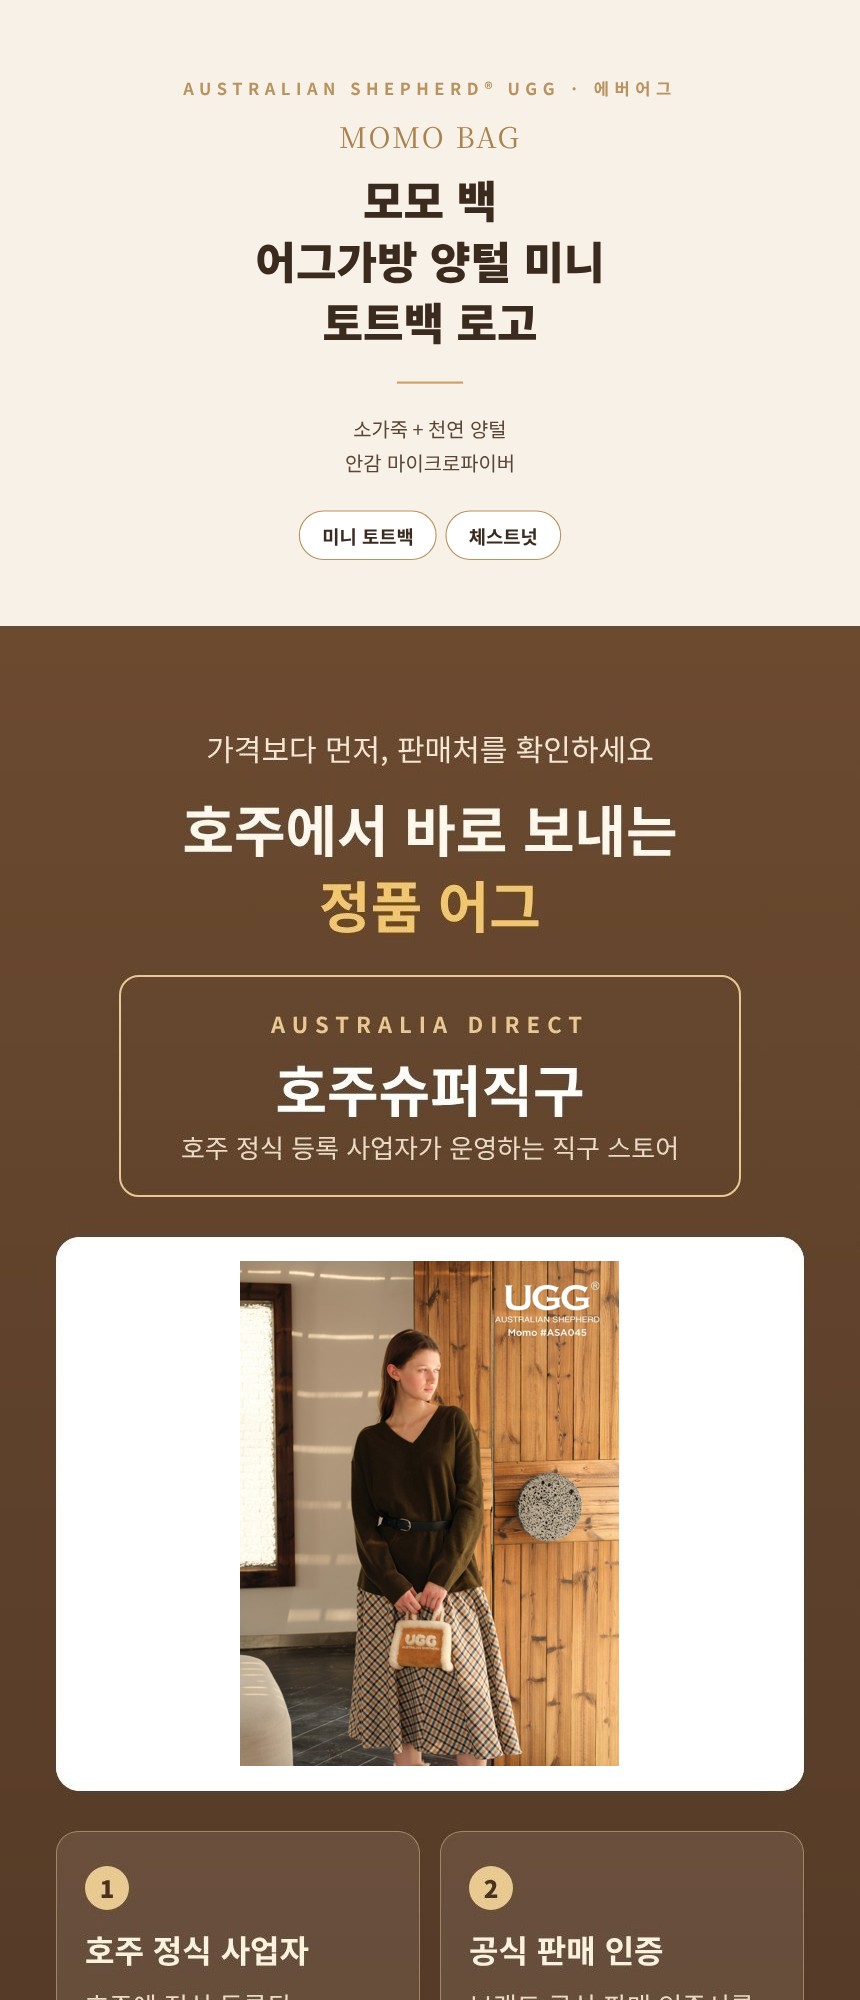 AUSTRALIAN SHEPHERD® UGG · 에버어그
MOMO BAG
모모 백
어그가방 양털 미니
토트백 로고
소가죽 + 천연 양털
안감 마이크로파이버
미니 토트백
체스트넛
가격보다 먼저, 판매처를 확인하세요
호주에서 바로 보내는
정품 어그
AUSTRALIA DIRECT
호주슈퍼직구
호주 정식 등록 사업자가 운영하는 직구 스토어
UGG®
AUSTRALIAN SHEPHERD
Momo #ASA045
UGG
1
호주 정식 사업자
2
공식 판매 인증